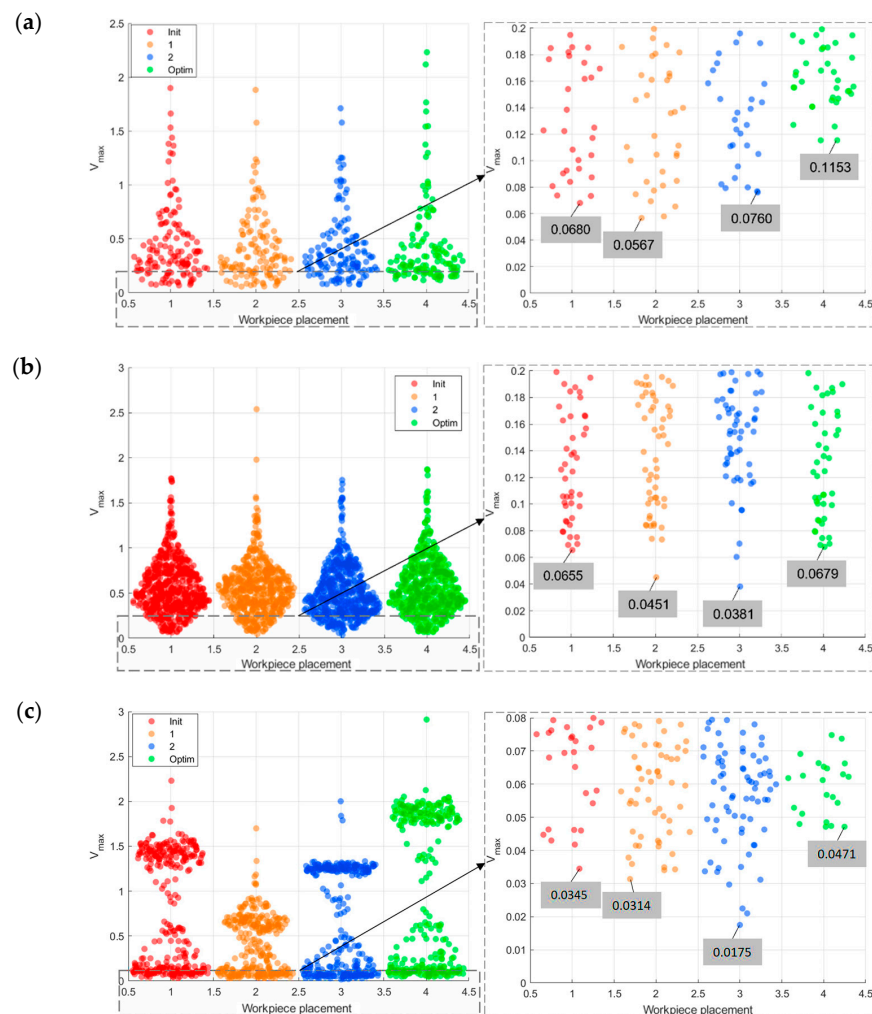 (a)
Init
1
2
Optim
2.5
2
1.5
1
0.5
0
V_max
0.5 1 1.5 2 2.5 3 3.5 4 4.5
Workpiece placement
0.2
0.18
0.16
0.14
0.12
0.1
0.08
0.06
0.04
0.02
0
V_max
0.0680
0.0567
0.0760
0.1153
0.5 1 1.5 2 2.5 3 3.5 4 4.5
Workpiece placement
(b)
Init
1
2
Optim
3
2.5
2
1.5
1
0.5
0
V_max
0.5 1 1.5 2 2.5 3 3.5 4 4.5
Workpiece placement
0.2
0.18
0.16
0.14
0.12
0.1
0.08
0.06
0.04
0.02
0
V_max
0.0655
0.0451
0.0381
0.0679
0.5 1 1.5 2 2.5 3 3.5 4 4.5
Workpiece placement
(c)
Init
1
2
Optim
3
2.5
2
1.5
1
0.5
0
V_max
0.5 1 1.5 2 2.5 3 3.5 4 4.5
Workpiece placement
0.08
0.07
0.06
0.05
0.04
0.03
0.02
0.01
0
V_max
0.0345
0.0314
0.0175
0.0471
0.5 1 1.5 2 2.5 3 3.5 4 4.5
Workpiece placement